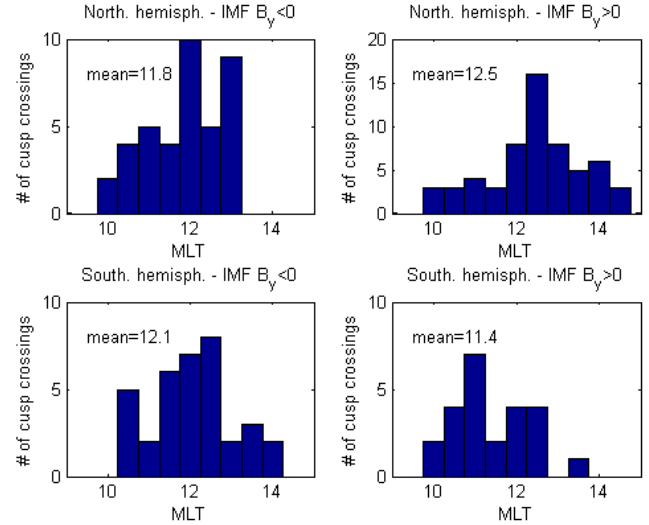 North. hemisph. - IMF B_y<0
mean=11.8
# of cusp crossings
10
5
0
10 12 14
MLT
North. hemisph. - IMF B_y>0
mean=12.5
# of cusp crossings
20
15
10
5
0
10 12 14
MLT
South. hemisph. - IMF B_y<0
mean=12.1
# of cusp crossings
10
5
0
10 12 14
MLT
South. hemisph. - IMF B_y>0
mean=11.4
# of cusp crossings
10
5
0
10 12 14
MLT